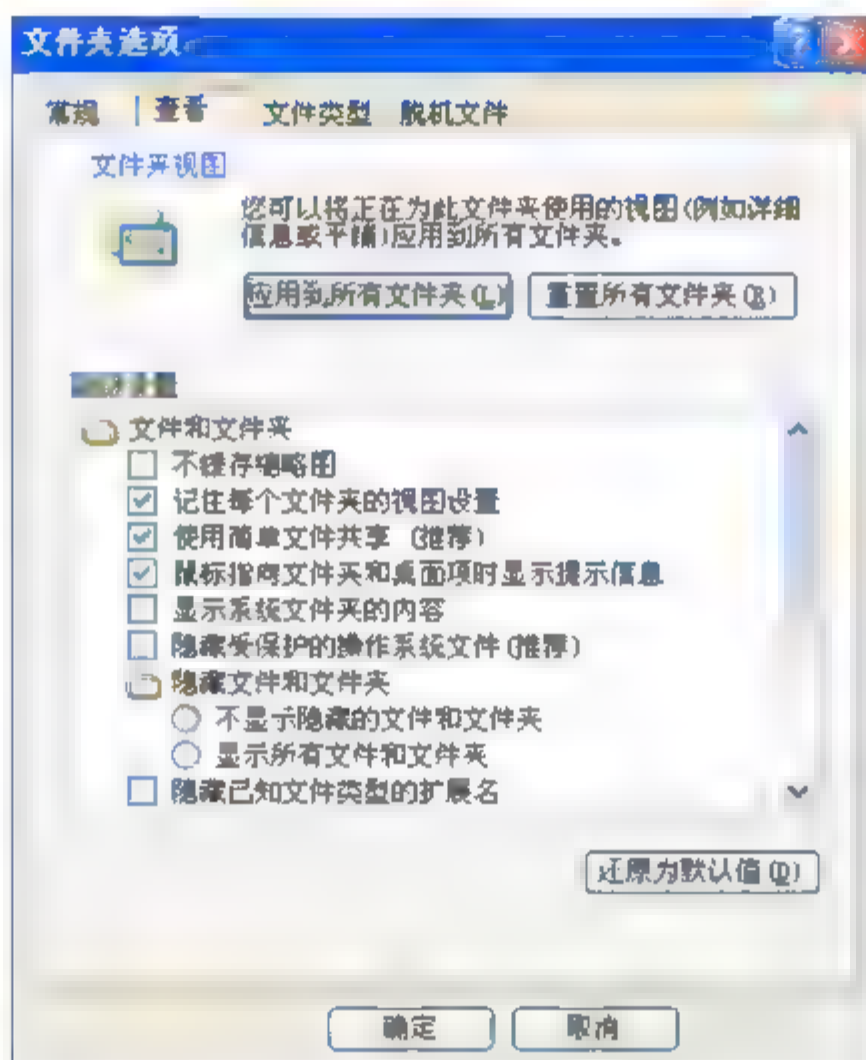 文件夹选项
常规 查看 文件类型 脱机文件
文件夹视图
您可以将正在为此文件夹使用的视图(例如详细
信息或平铺)应用到所有文件夹。
应用到所有文件夹(L) 重置所有文件夹(R)
文件和文件夹
不缓存缩略图
记住每个文件夹的视图设置
使用简单文件共享 (推荐)
鼠标指向文件夹和桌面项时显示提示信息
显示系统文件夹的内容
隐藏受保护的操作系统文件(推荐)
隐藏文件和文件夹
不显示隐藏的文件和文件夹
显示所有文件和文件夹
隐藏已知文件类型的扩展名
还原为默认值(D)
确定 取消